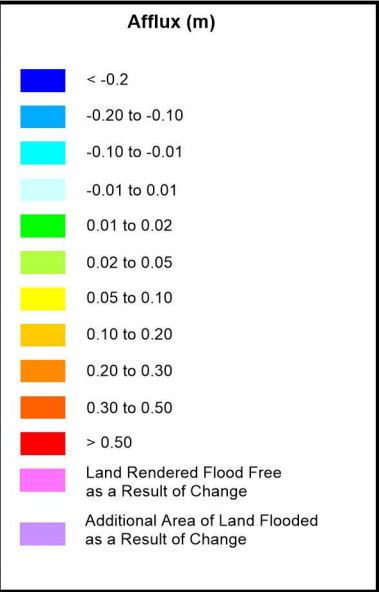 Afflux (m)
< -0.2
-0.20 to -0.10
-0.10 to -0.01
-0.01 to 0.01
0.01 to 0.02
0.02 to 0.05
0.05 to 0.10
0.10 to 0.20
0.20 to 0.30
0.30 to 0.50
> 0.50
Land Rendered Flood Free
as a Result of Change
Additional Area of Land Flooded
as a Result of Change